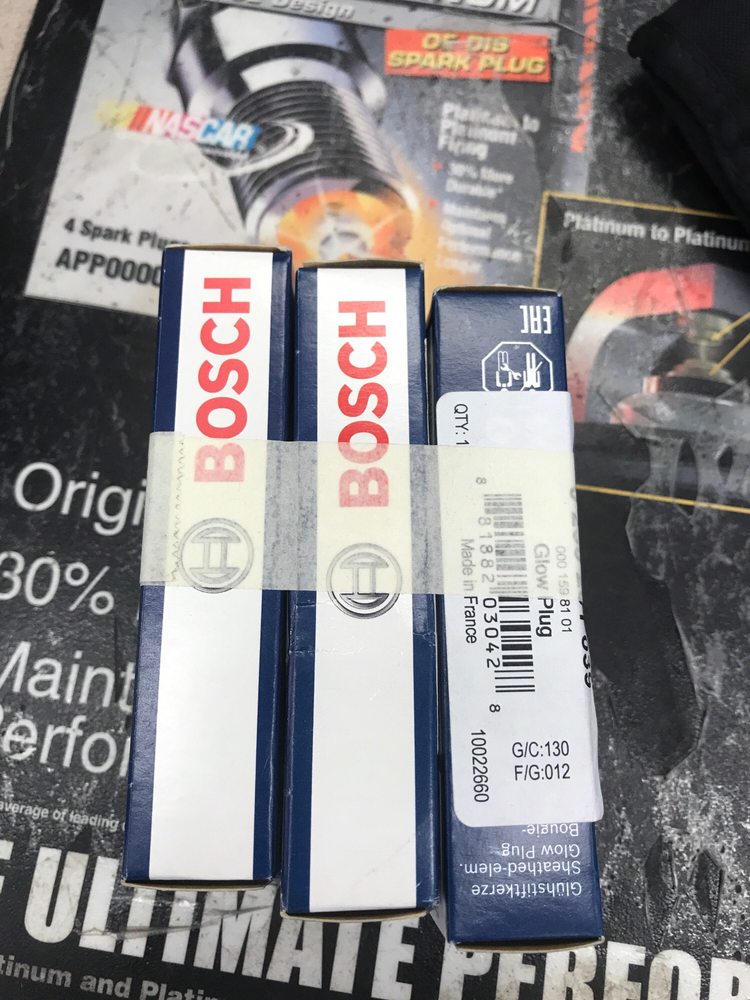 Design
OE DIS
SPARK PLUG
NASCAR
Platinum to
Platinum
Firing
30% More
Durable*
Maintains
Optimal
Performance
Longer
4 Spark Plugs
Platinum to Platinum
BOSCH
BOSCH
EAC
QTY: 1
8 81882 03042 8
Made in France
Glow Plug
000 159 81 01
10022660
G/C:130
F/G:012
Bougie-
Glow Plug
Sheathed-elem.
Glühstiftkerze
Origi
30%
Maint
Perfor
average of leading
ULTIMATE PERFOR
tinum and Platin